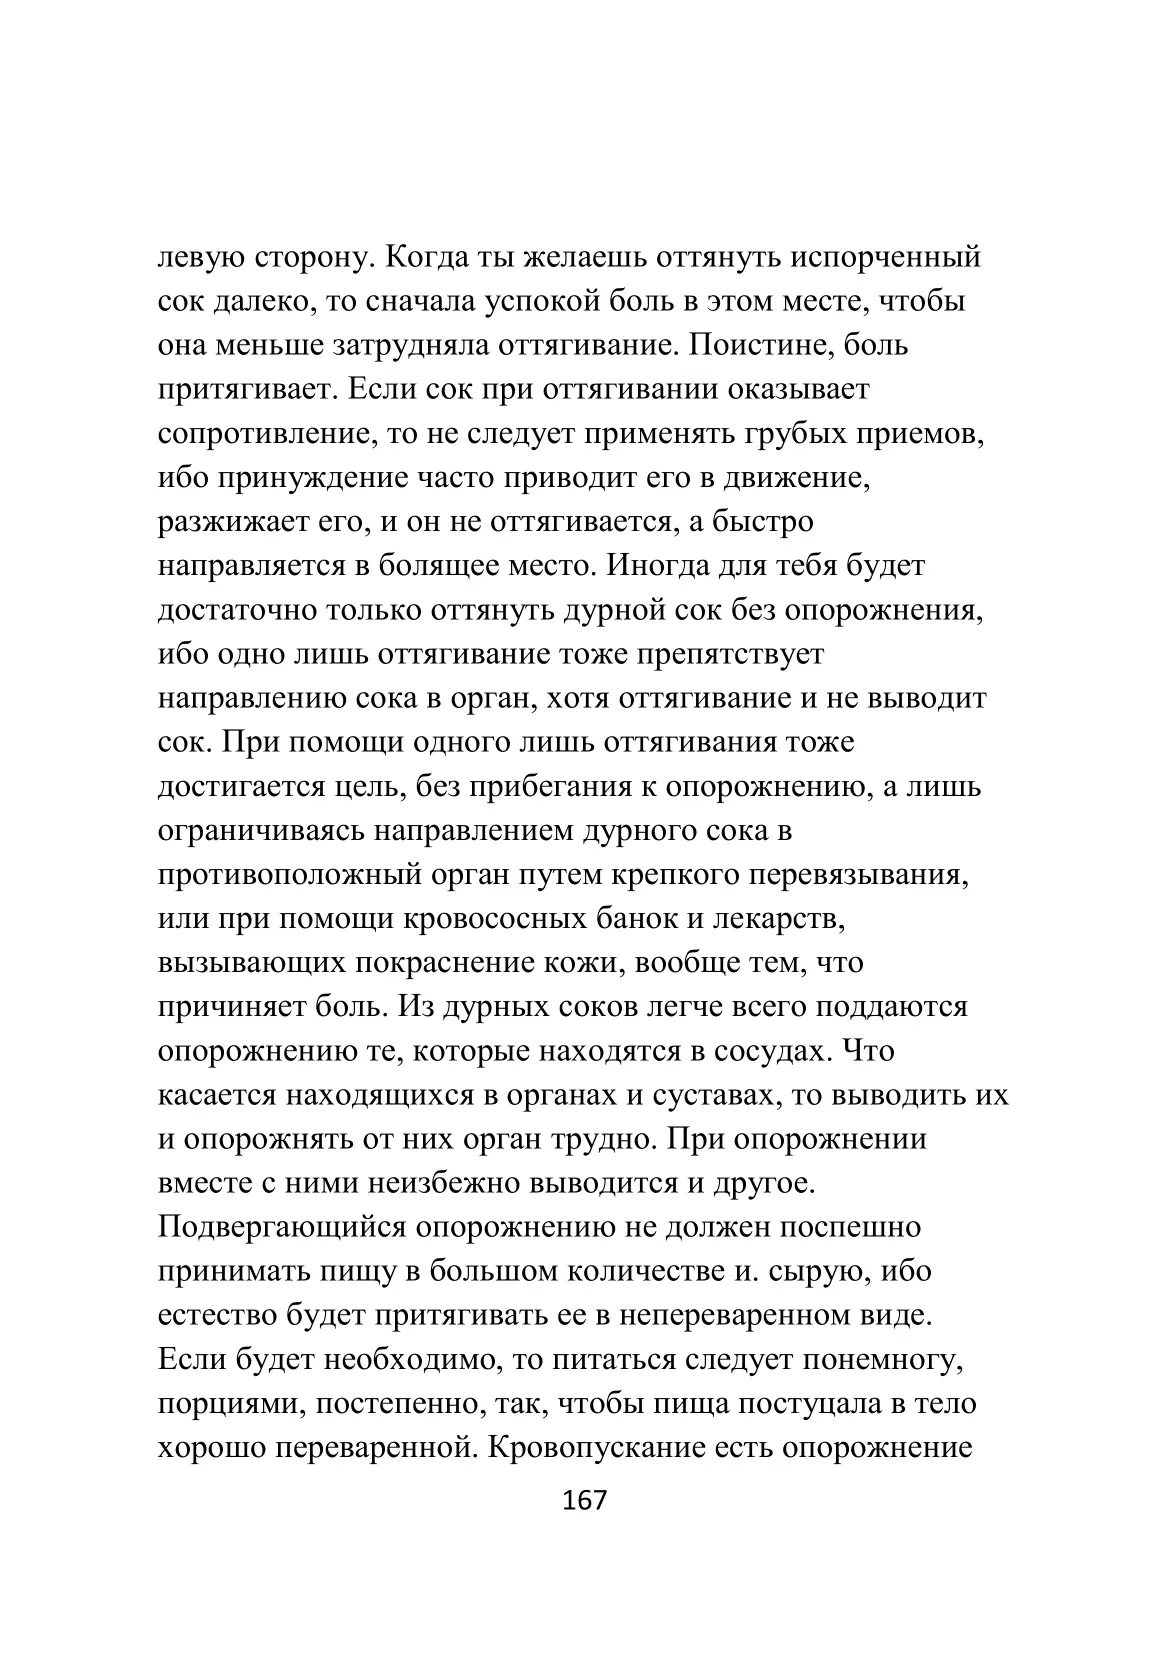 левую сторону. Когда ты желаешь оттянуть испорченный
сок далеко, то сначала успокой боль в этом месте, чтобы
она меньше затрудняла оттягивание. Поистине, боль
притягивает. Если сок при оттягивании оказывает
сопротивление, то не следует применять грубых приемов,
ибо принуждение часто приводит его в движение,
разжижает его, и он не оттягивается, а быстро
направляется в болящее место. Иногда для тебя будет
достаточно только оттянуть дурной сок без опорожнения,
ибо одно лишь оттягивание тоже препятствует
направлению сока в орган, хотя оттягивание и не выводит
сок. При помощи одного лишь оттягивания тоже
достигается цель, без прибегания к опорожнению, а лишь
ограничиваясь направлением дурного сока в
противоположный орган путем крепкого перевязывания,
или при помощи кровососных банок и лекарств,
вызывающих покраснение кожи, вообще тем, что
причиняет боль. Из дурных соков легче всего поддаются
опорожнению те, которые находятся в сосудах. Что
касается находящихся в органах и суставах, то выводить их
и опорожнять от них орган трудно. При опорожнении
вместе с ними неизбежно выводится и другое.
Подвергающийся опорожнению не должен поспешно
принимать пищу в большом количестве и. сырую, ибо
естество будет притягивать ее в непереваренном виде.
Если будет необходимо, то питаться следует понемногу,
порциями, постепенно, так, чтобы пища постуцала в тело
хорошо переваренной. Кровопускание есть опорожнение
167